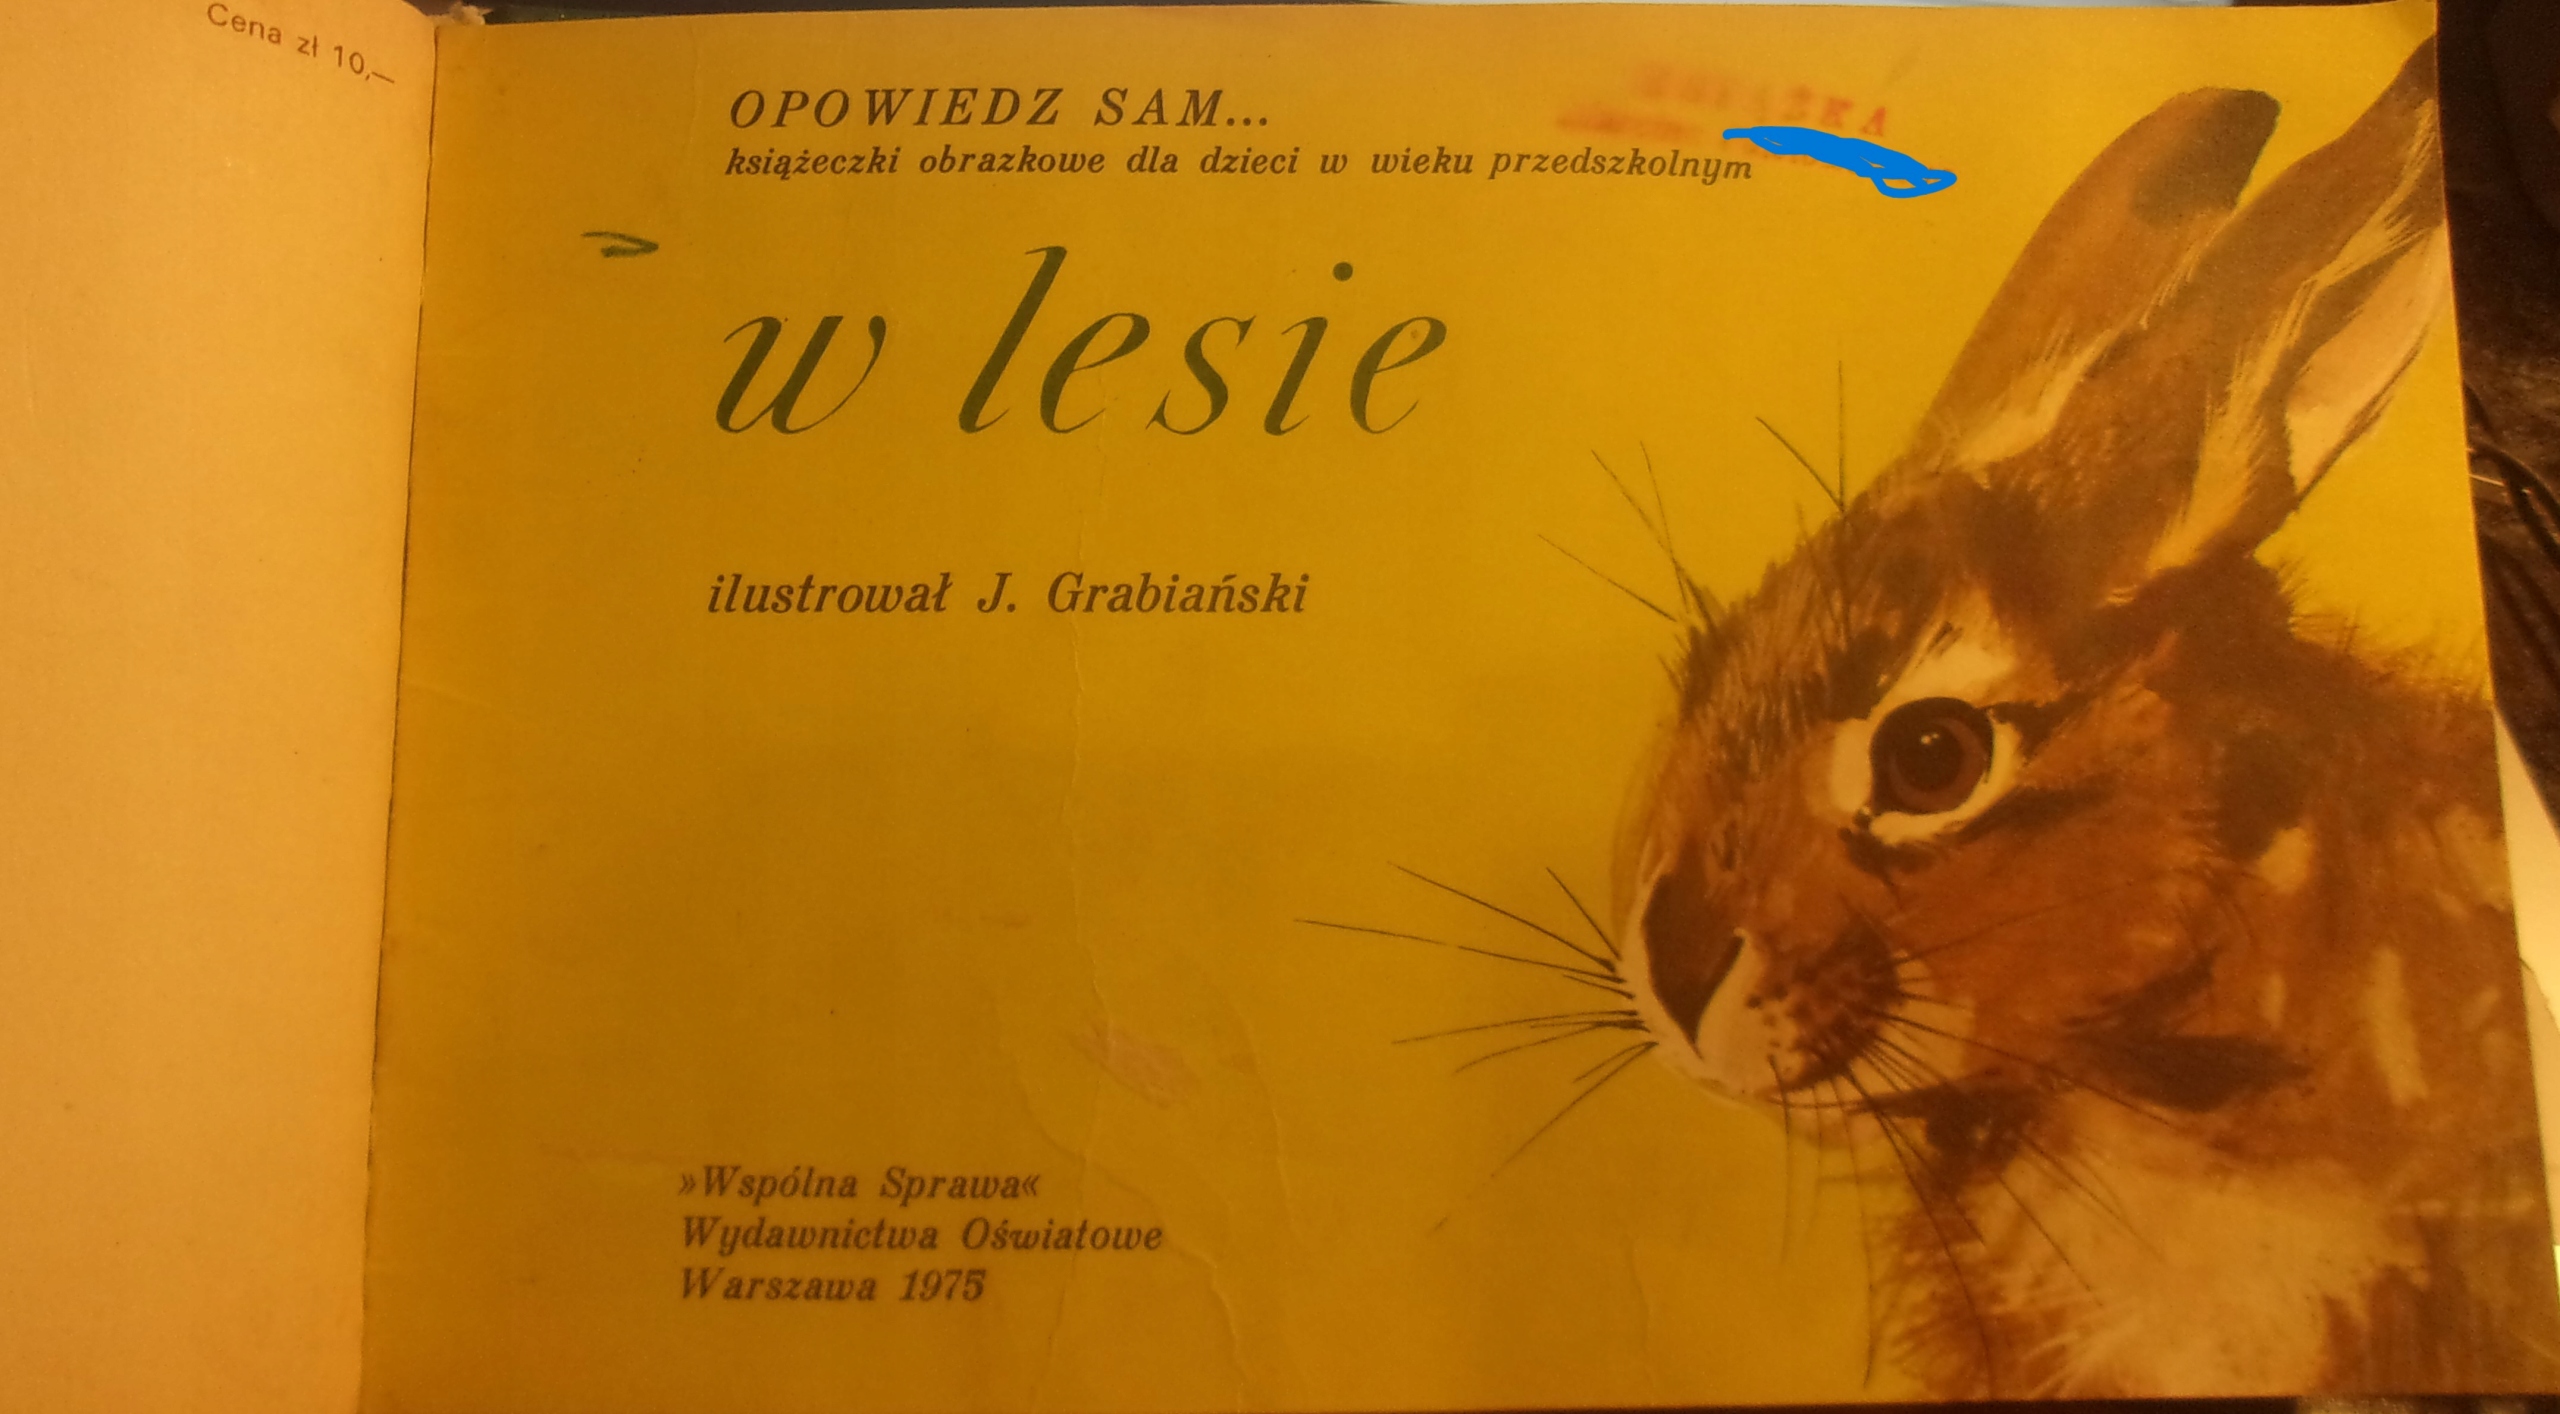 Cena zł 10,—
OPOWIEDZ SAM...
książeczki obrazkowe dla dzieci w wieku przedszkolnym
w lesie
ilustrował J. Grabiański
»Wspólna Sprawa«
Wydawnictwa Oświatowe
Warszawa 1975